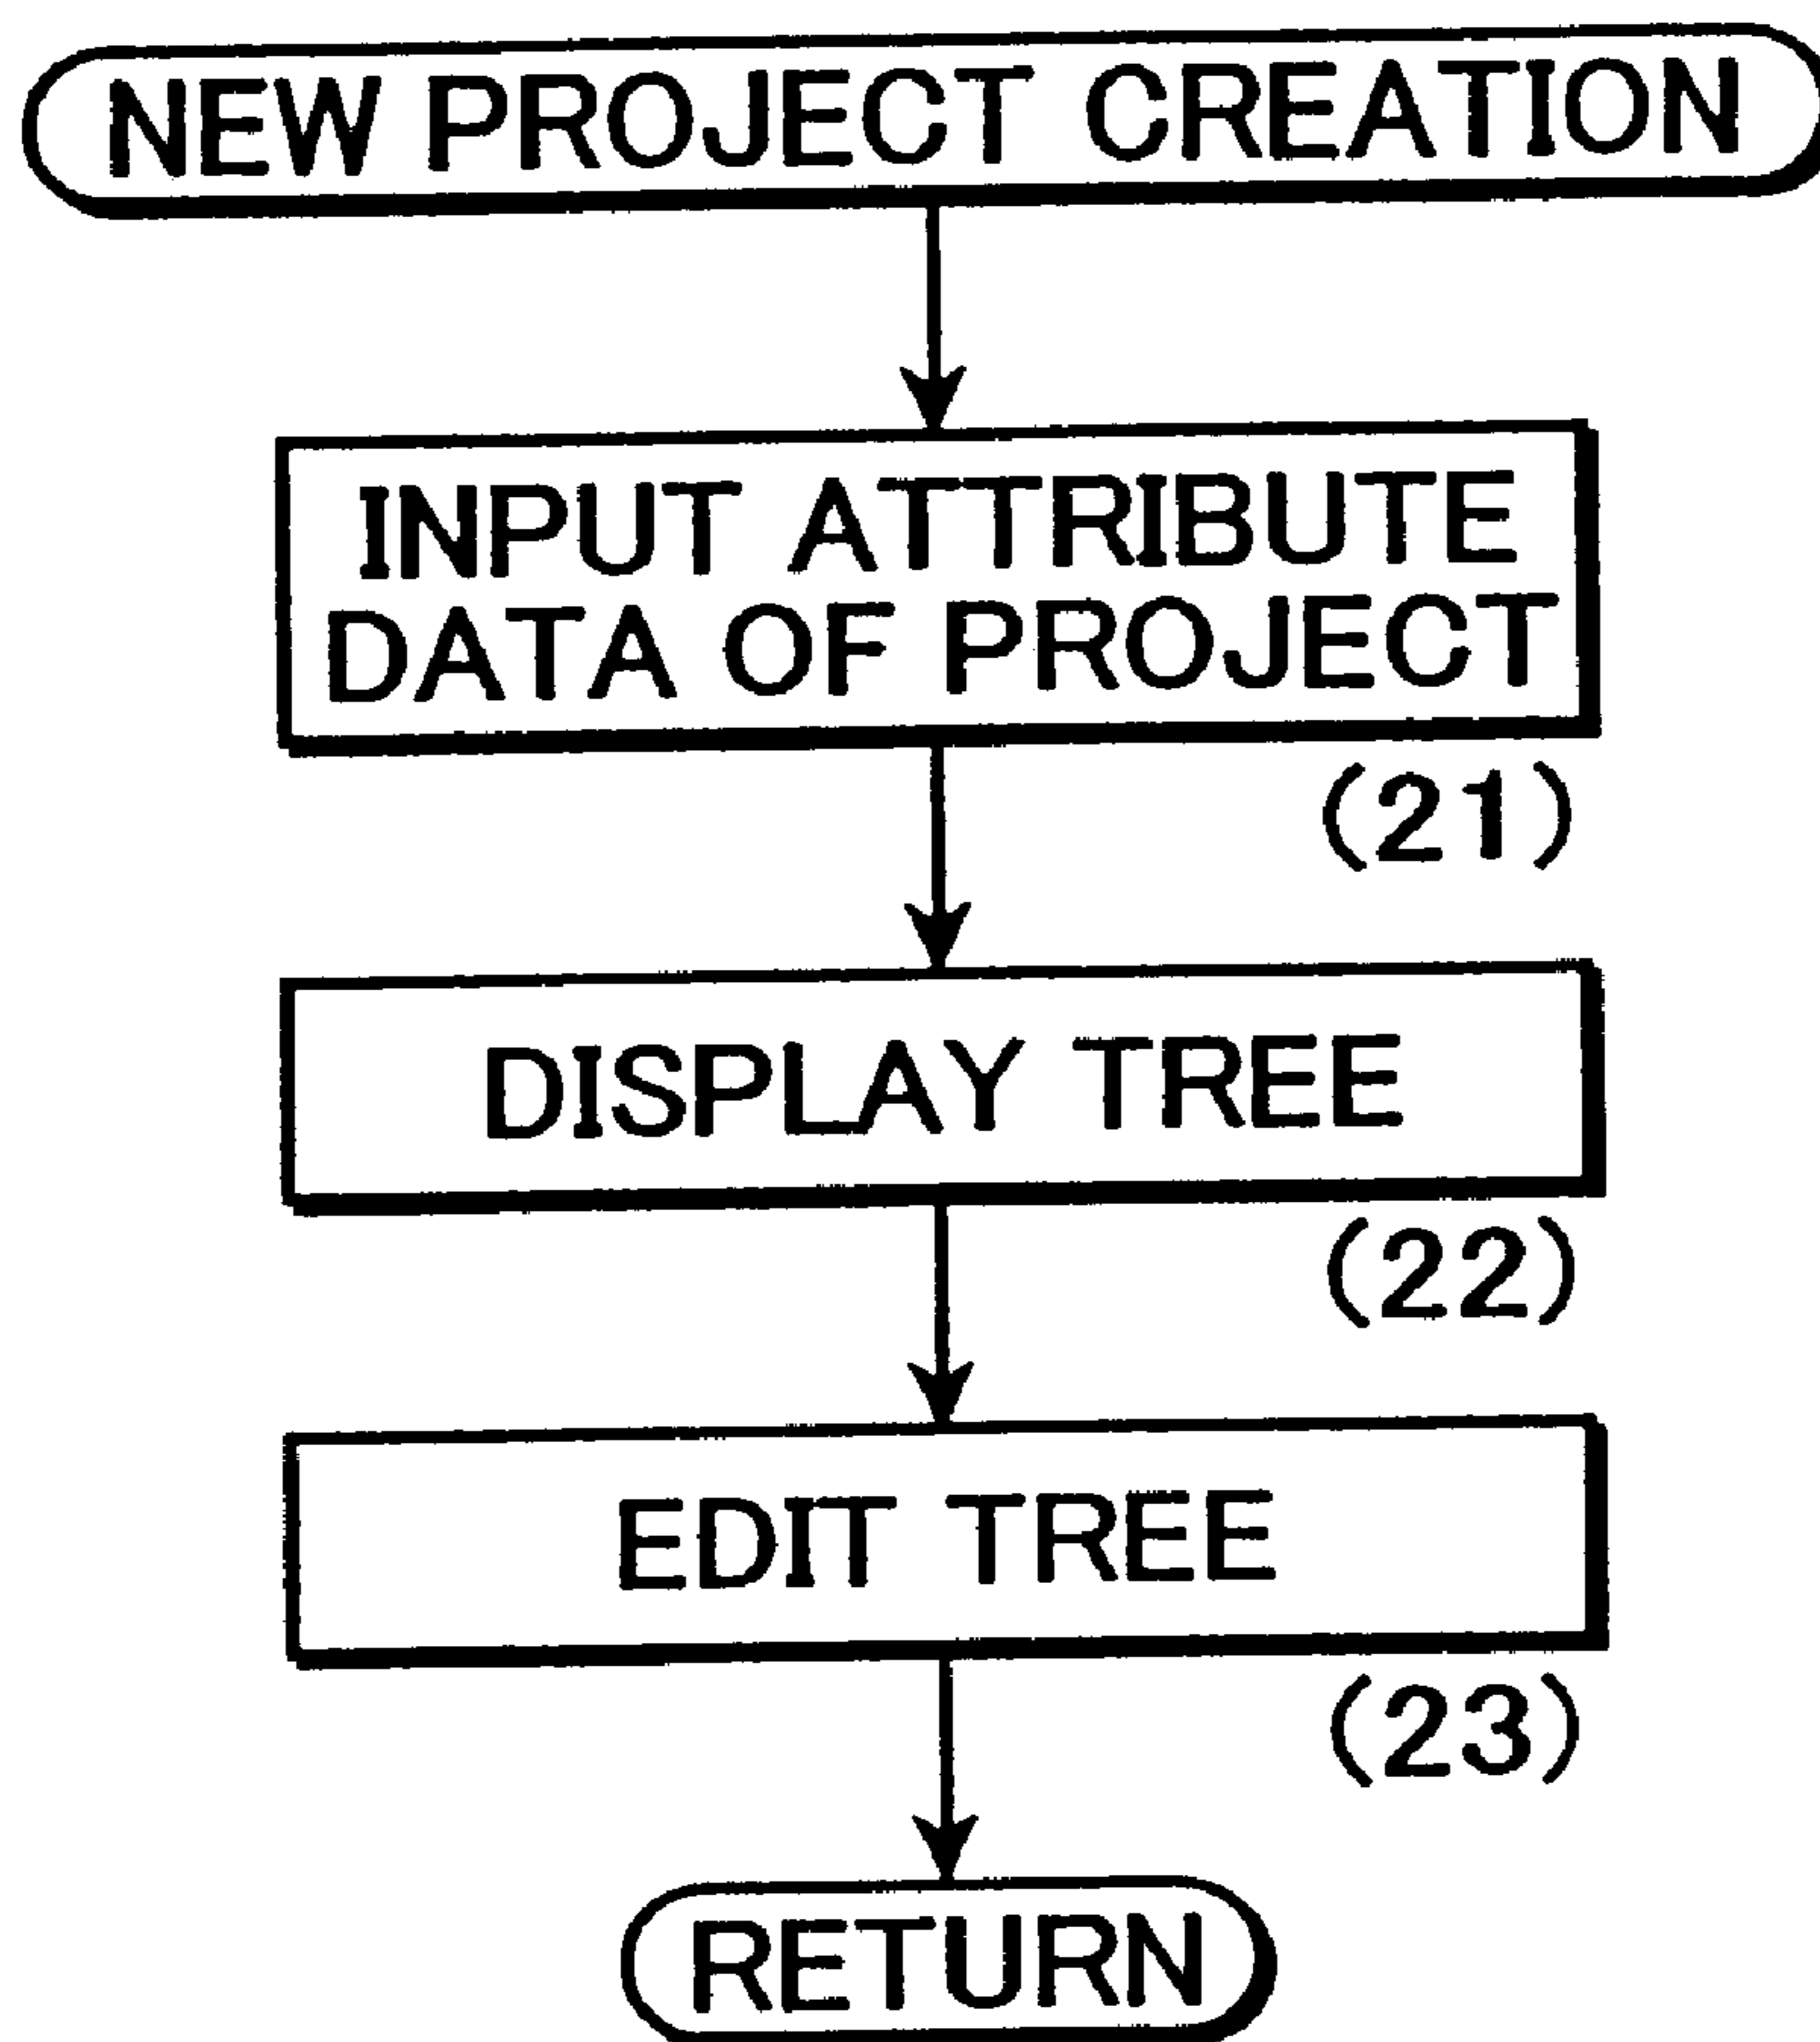 NEW PROJECT CREATION
INPUT ATTRIBUTE
DATA OF PROJECT
(21)
DISPLAY TREE
(22)
EDIT TREE
(23)
RETURN